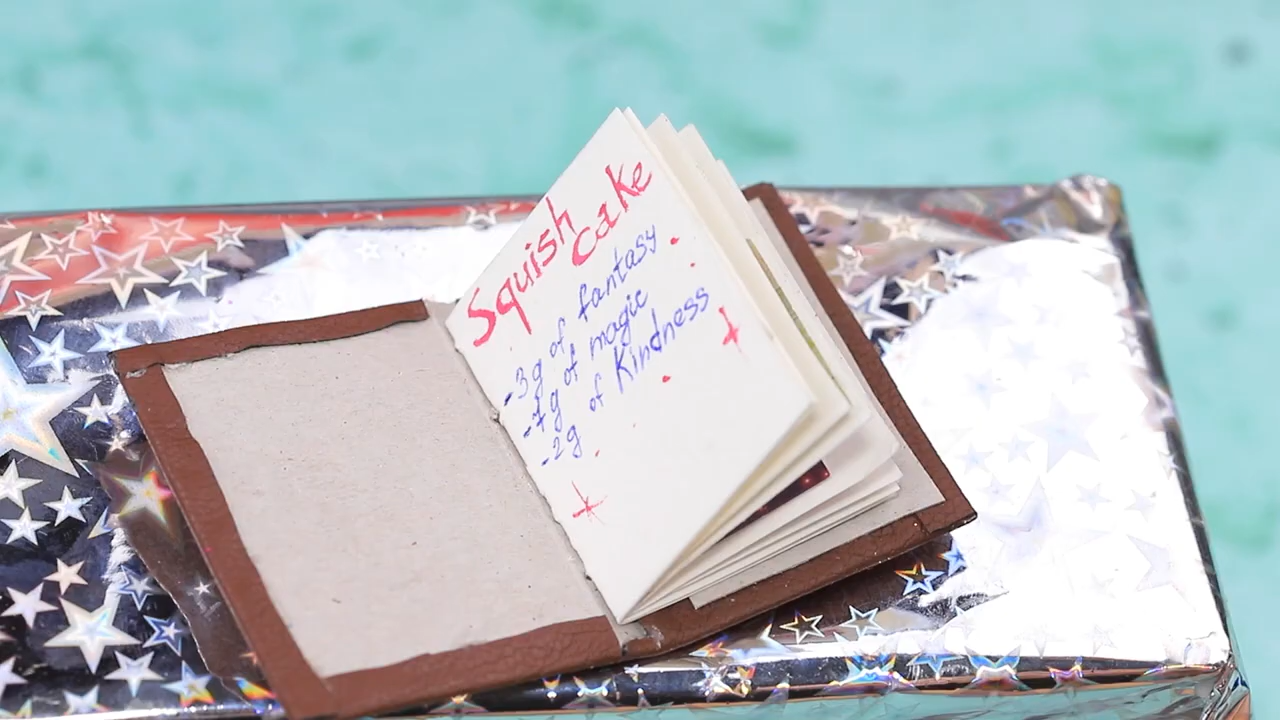 Squish
cake
-3g of fantasy
-7g of magic
-2g of Kindness